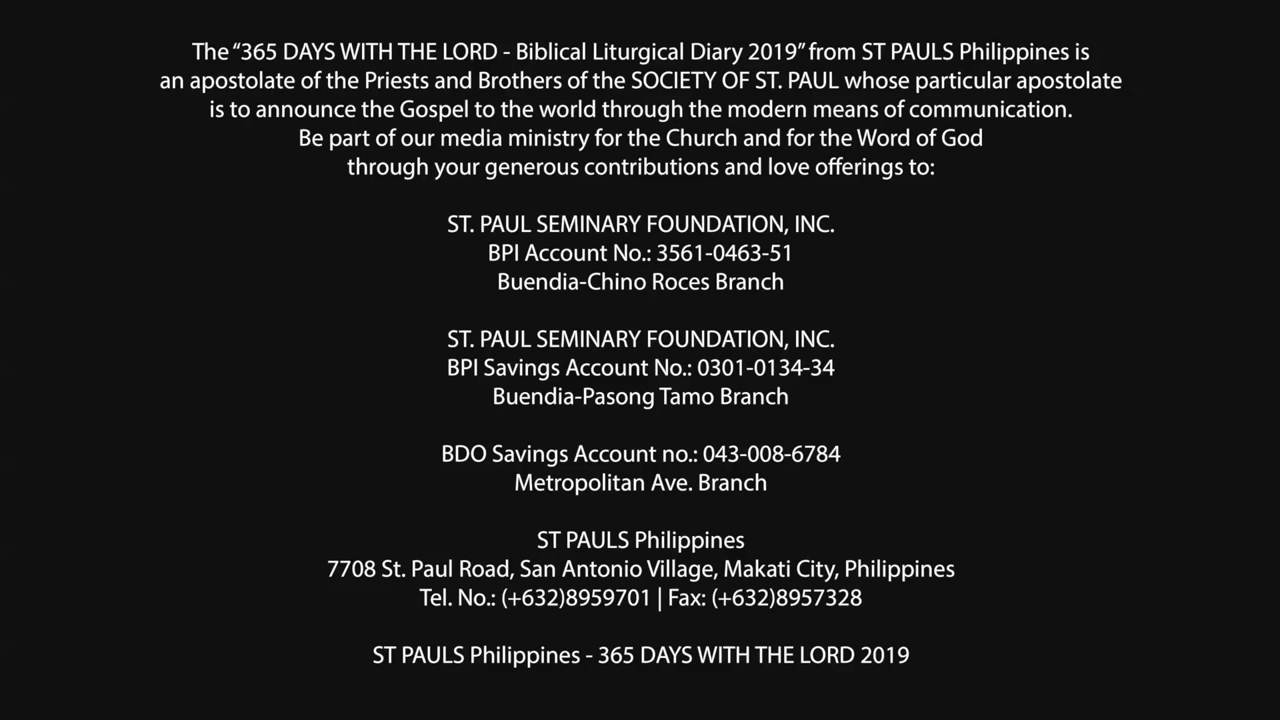 The “365 DAYS WITH THE LORD - Biblical Liturgical Diary 2019” from ST PAULS Philippines is
an apostolate of the Priests and Brothers of the SOCIETY OF ST. PAUL whose particular apostolate
is to announce the Gospel to the world through the modern means of communication.
Be part of our media ministry for the Church and for the Word of God
through your generous contributions and love offerings to:
ST. PAUL SEMINARY FOUNDATION, INC.
BPI Account No.: 3561-0463-51
Buendia-Chino Roces Branch
ST. PAUL SEMINARY FOUNDATION, INC.
BPI Savings Account No.: 0301-0134-34
Buendia-Pasong Tamo Branch
BDO Savings Account no.: 043-008-6784
Metropolitan Ave. Branch
ST PAULS Philippines
7708 St. Paul Road, San Antonio Village, Makati City, Philippines
Tel. No.: (+632)8959701 | Fax: (+632)8957328
ST PAULS Philippines - 365 DAYS WITH THE LORD 2019